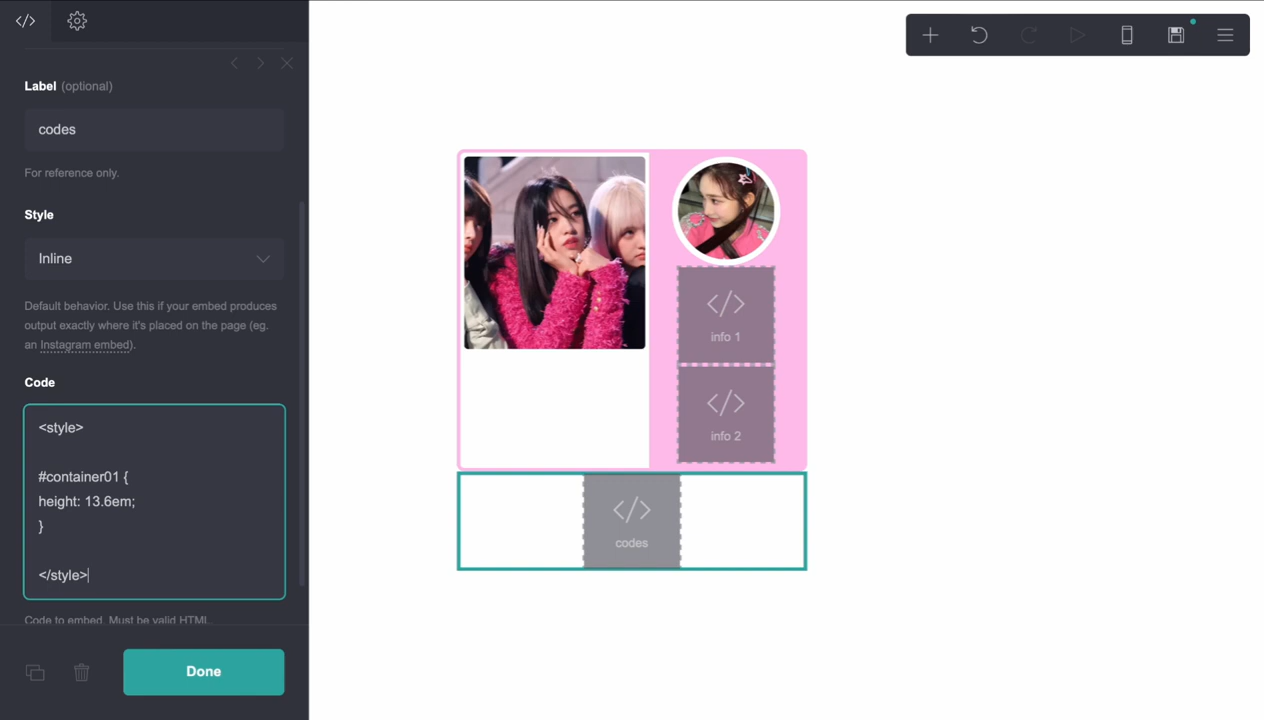 Label (optional)
codes
For reference only.
Style
Inline
Default behavior. Use this if your embed produces
output exactly where it's placed on the page (eg.
an Instagram embed).
Code
<style>
#container01 {
height: 13.6em;
}
</style>
Code to embed. Must be valid HTML.
Done
info 1
info 2
codes